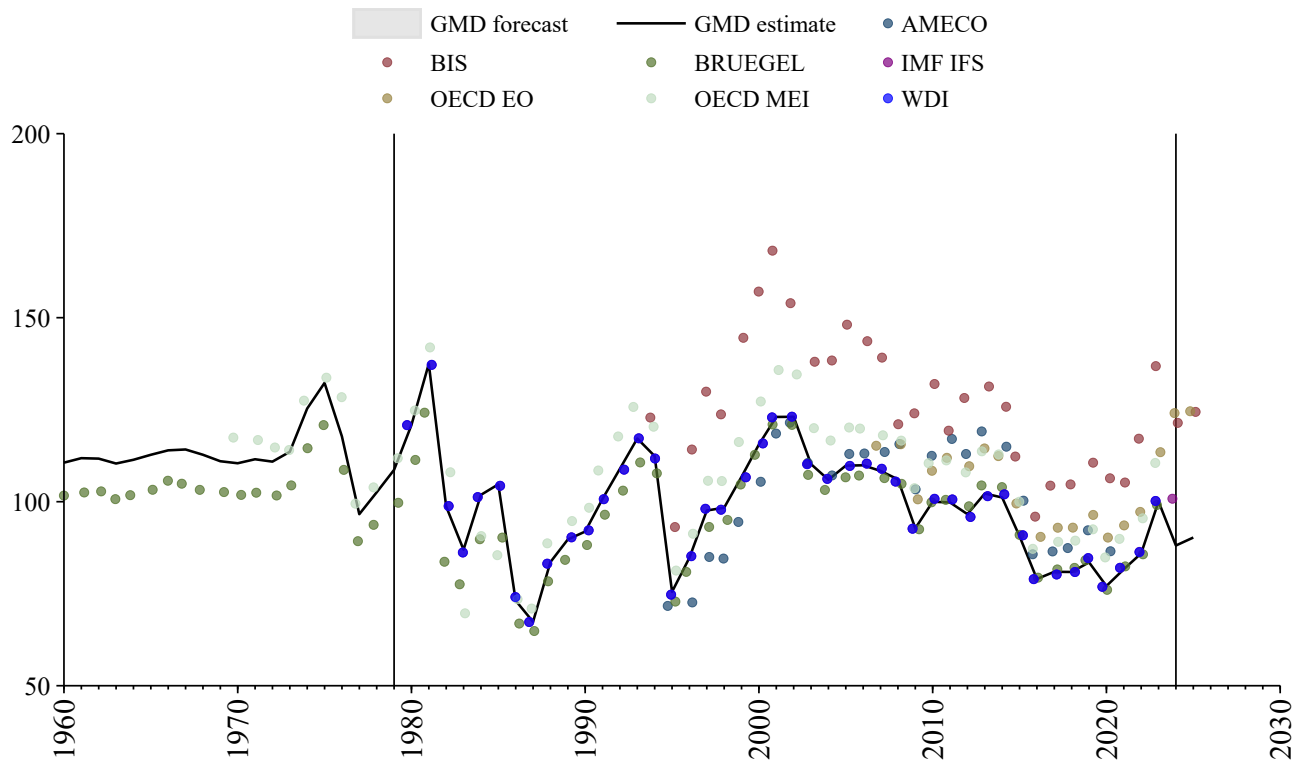 GMD forecast GMD estimate AMECO
BIS BRUEGEL IMF IFS
OECD EO OECD MEI WDI
200
150
100
50
1960 1970 1980 1990 2000 2010 2020 2030